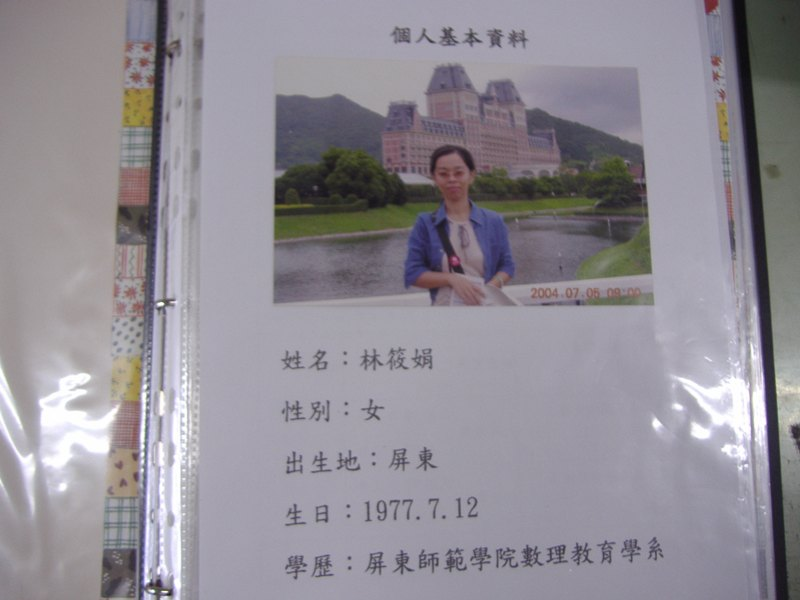 個人基本資料
2004.07.05 09:00
姓名：林筱娟
性別：女
出生地：屏東
生日：1977.7.12
學歷：屏東師範學院數理教育學系